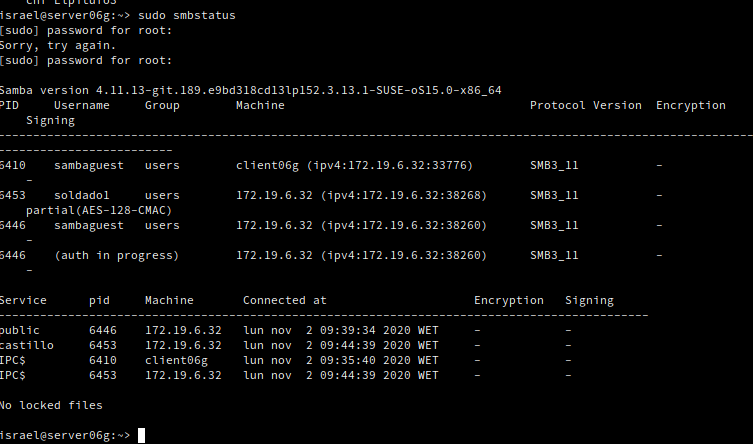 israel@server06g:~> sudo smbstatus
[sudo] password for root:
Sorry, try again.
[sudo] password for root:
Samba version 4.11.13-git.189.e9bd318cd13lp152.3.13.1-SUSE-oS15.0-x86_64
PID Username Group Machine Protocol Version Encryption
Signing
----------------------------------------------------------------------------------------------------------
-------------------------
6410 sambaguest users client06g (ipv4:172.19.6.32:33776) SMB3_11 -
-
6453 soldado1 users 172.19.6.32 (ipv4:172.19.6.32:38268) SMB3_11 -
partial(AES-128-CMAC)
6446 sambaguest users 172.19.6.32 (ipv4:172.19.6.32:38260) SMB3_11 -
-
6446 (auth in progress) 172.19.6.32 (ipv4:172.19.6.32:38260) SMB3_11 -
-
Service pid Machine Connected at Encryption Signing
---------------------------------------------------------------------------------------------
public 6446 172.19.6.32 lun nov 2 09:39:34 2020 WET - -
castillo 6453 172.19.6.32 lun nov 2 09:44:39 2020 WET - -
IPC$ 6410 client06g lun nov 2 09:35:40 2020 WET - -
IPC$ 6453 172.19.6.32 lun nov 2 09:44:39 2020 WET - -
No locked files
israel@server06g:~>